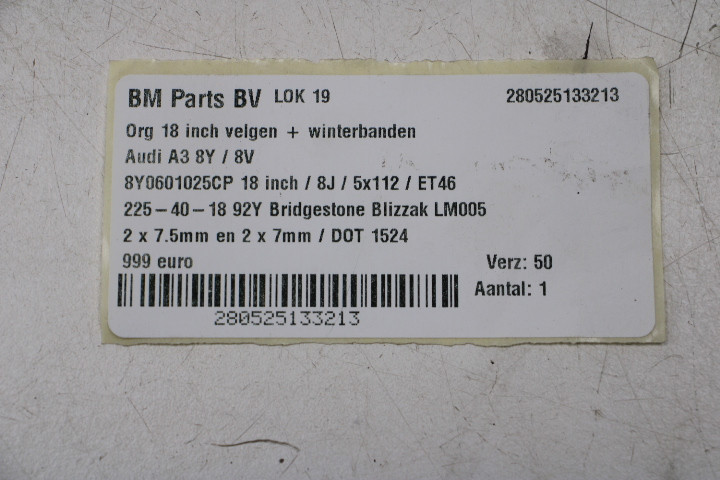 BM Parts BV LOK 19 280525133213
Org 18 inch velgen + winterbanden
Audi A3 8Y / 8V
8Y0601025CP 18 inch / 8J / 5x112 / ET46
225-40-18 92Y Bridgestone Blizzak LM005
2 x 7.5mm en 2 x 7mm / DOT 1524
999 euro Verz: 50
Aantal: 1
280525133213